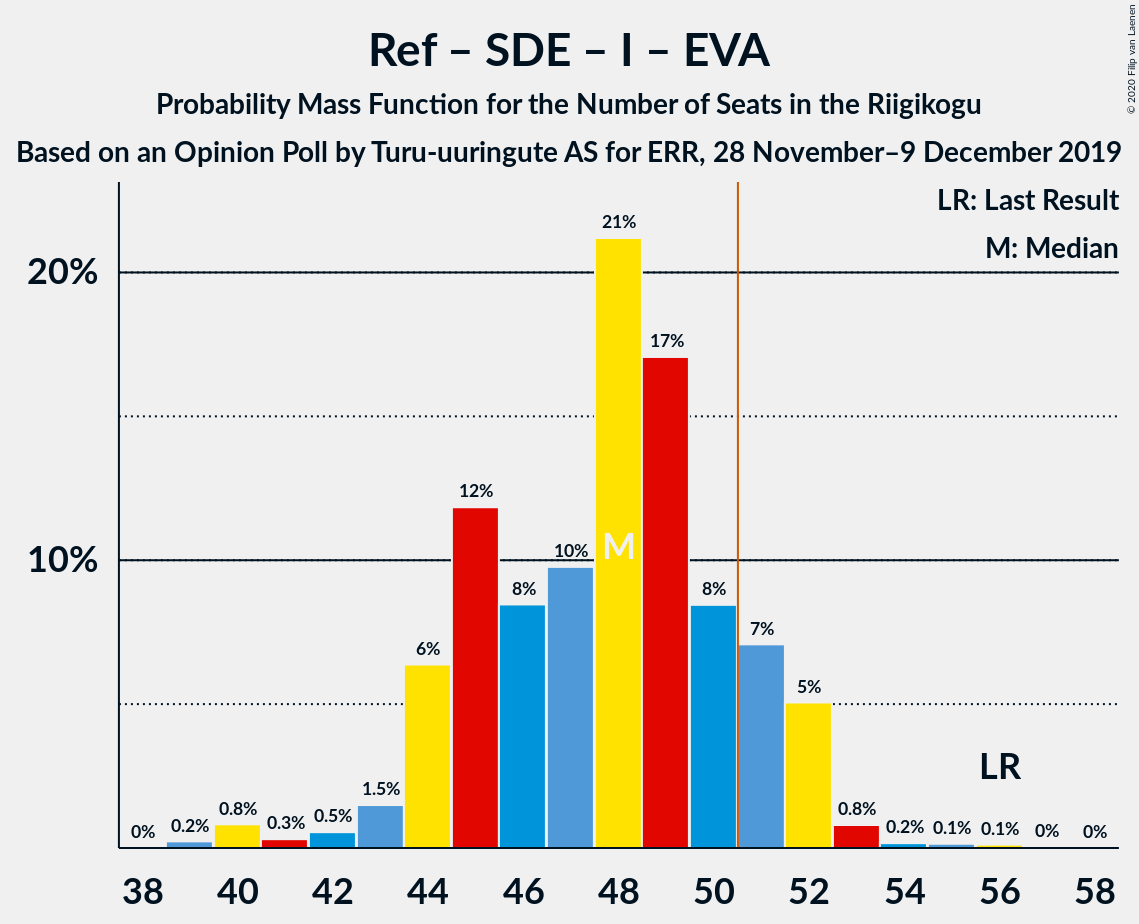 Ref – SDE – I – EVA
Probability Mass Function for the Number of Seats in the Riigikogu
Based on an Opinion Poll by Turu-uuringute AS for ERR, 28 November–9 December 2019
© 2020 Filip van Laenen
LR: Last Result
M: Median
20%
10%
0%
0.2%
0.8%
0.3%
0.5%
1.5%
6%
12%
8%
10%
21%
17%
8%
7%
5%
0.8%
0.2%
0.1%
0.1%
0%
0%
M
LR
38 40 42 44 46 48 50 52 54 56 58